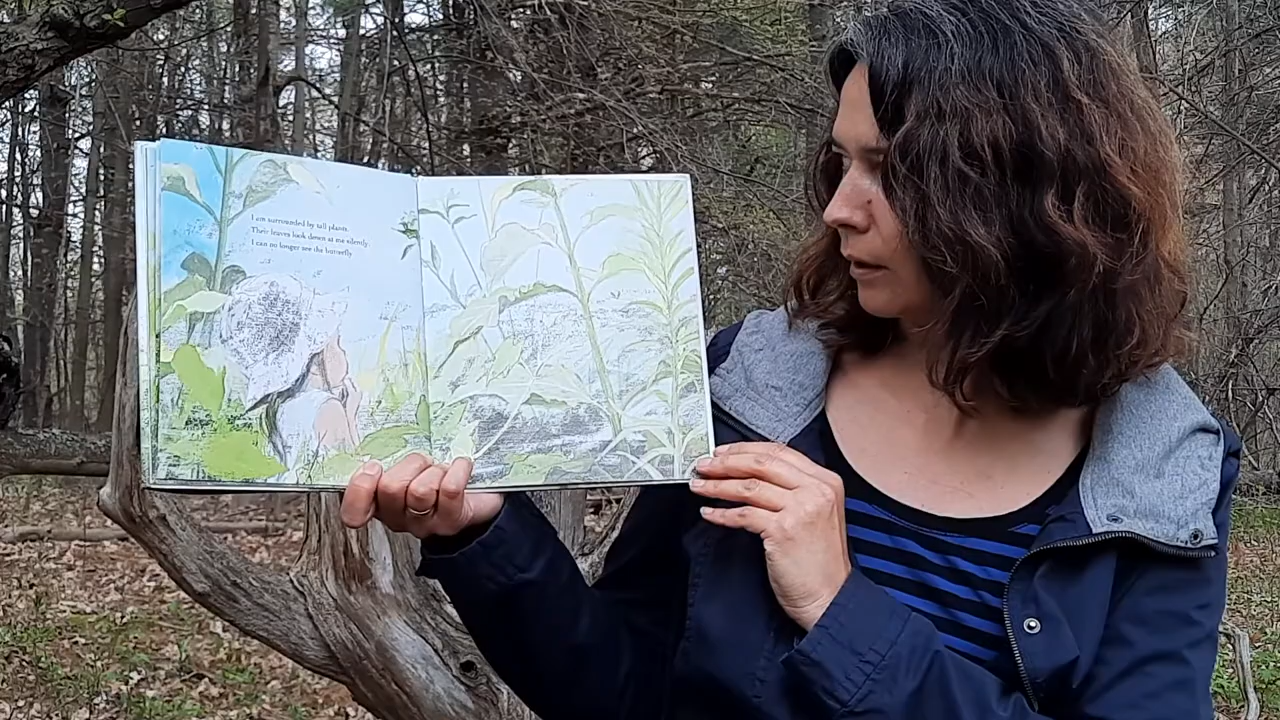 I am surrounded by tall plants.
Their leaves look down at me silently.
I can no longer see the butterfly.